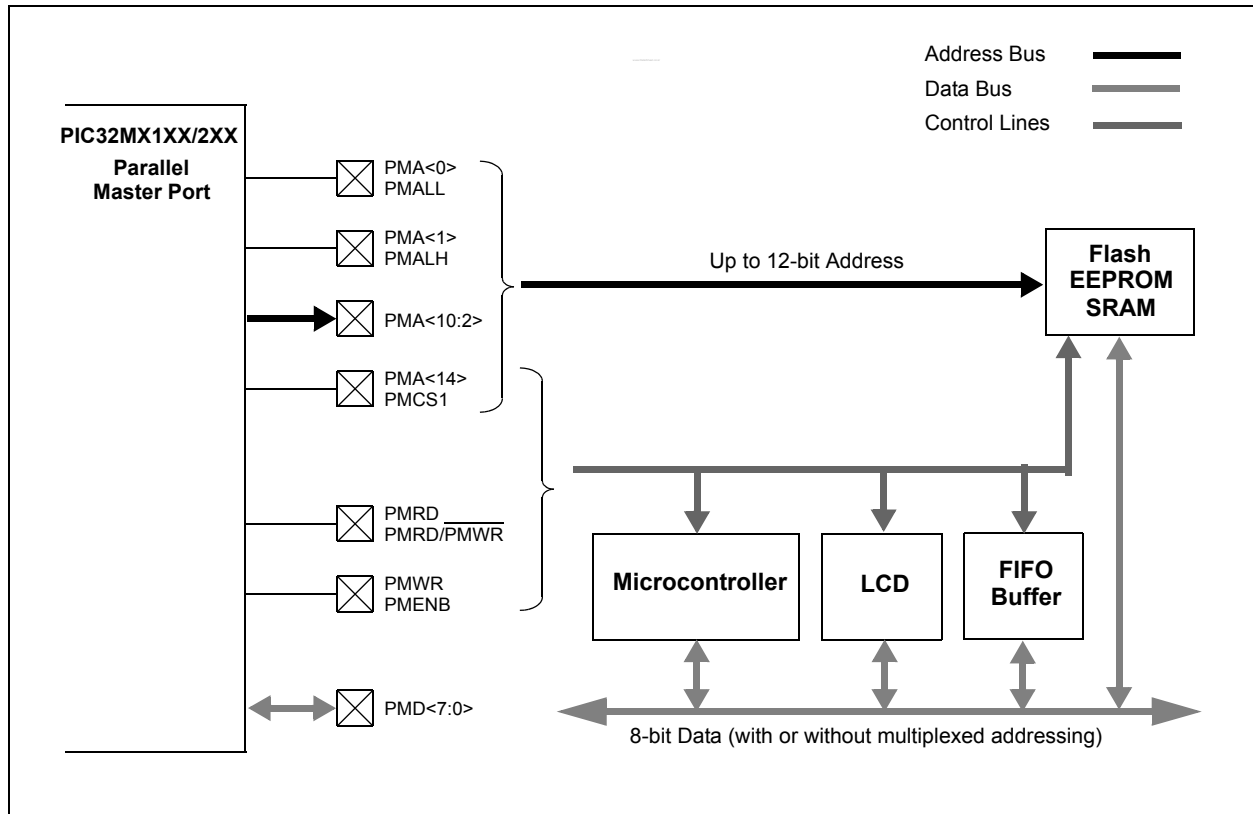 Address Bus
Data Bus
Control Lines
PIC32MX1XX/2XX
Parallel
Master Port
PMA<0>
PMALL
PMA<1>
PMALH
PMA<10:2>
PMA<14>
PMCS1
PMRD
PMRD/PMWR
PMWR
PMENB
PMD<7:0>
Up to 12-bit Address
Flash
EEPROM
SRAM
Microcontroller
LCD
FIFO
Buffer
8-bit Data (with or without multiplexed addressing)